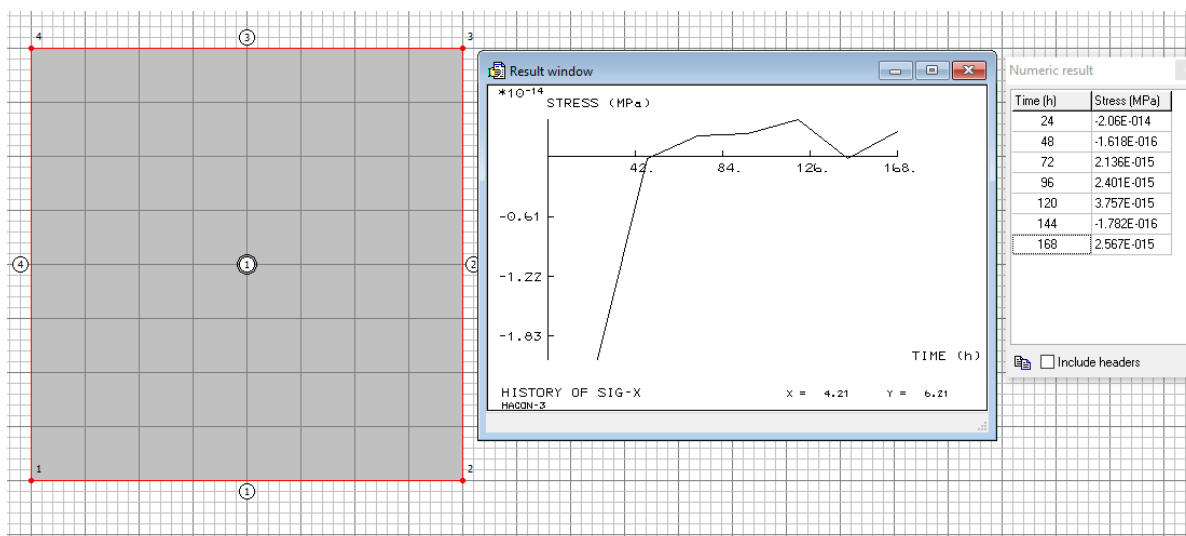 4
3
3
4
1
2
1
2
1
Result window
*10-14
STRESS (MPa)
42.
84.
126.
168.
-0.61
-1.22
-1.83
TIME (h)
HISTORY OF SIG-X
X = 4.21
Y = 6.21
HACON-3
Numeric result
Time (h) Stress (MPa)
24 -2.06E-014
48 -1.618E-016
72 2.136E-015
96 2.401E-015
120 3.757E-015
144 -1.782E-016
168 2.567E-015
Include headers